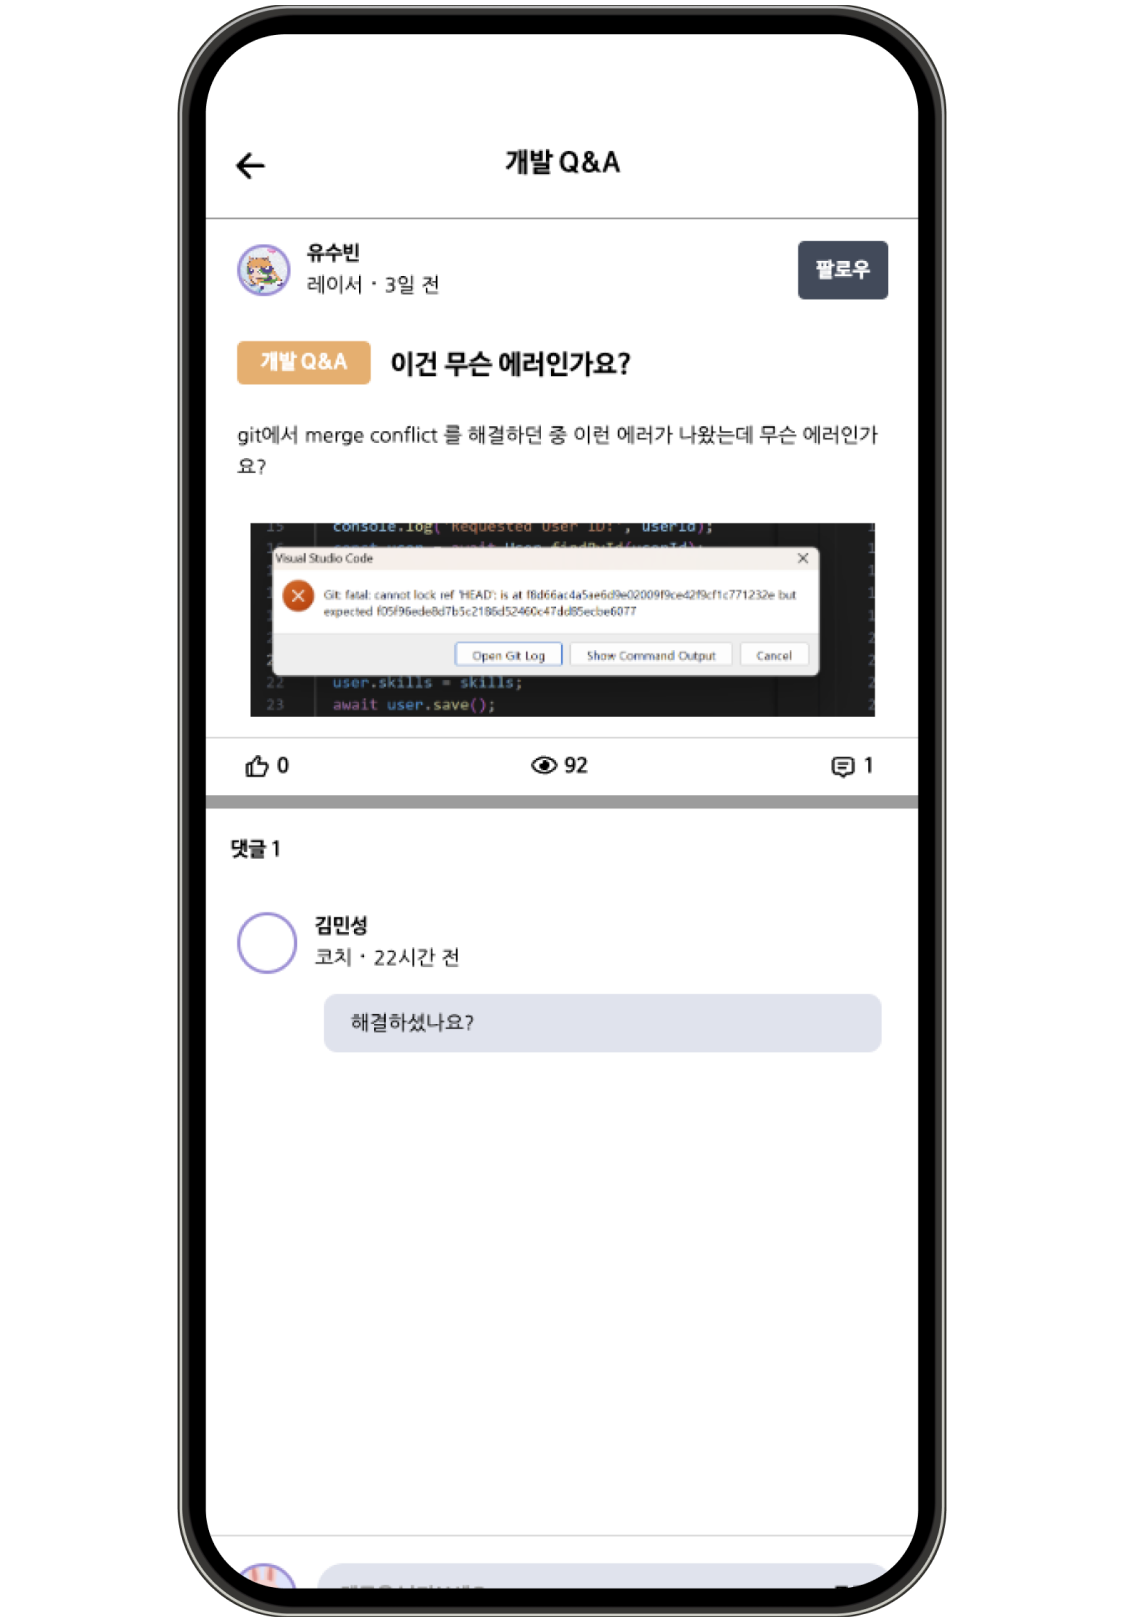 개발 Q&A
유수빈
레이서 · 3일 전
팔로우
개발 Q&A 이건 무슨 에러인가요?
git에서 merge conflict 를 해결하던 중 이런 에러가 나왔는데 무슨 에러인가
요?
15 console.log("Requested User ID:", userId);
Visual Studio Code
Git: fatal: cannot lock ref 'HEAD': is at f8d66ac4a5ae6d9e02009f9ce42f9cf1c771232e but
expected f05f96ede8d7b5c2186d52460c47dd85ecbe6077
Open Git Log Show Command Output Cancel
22 user.skills = skills;
23 await user.save();
0 92 1
댓글 1
김민성
코치 · 22시간 전
해결하셨나요?